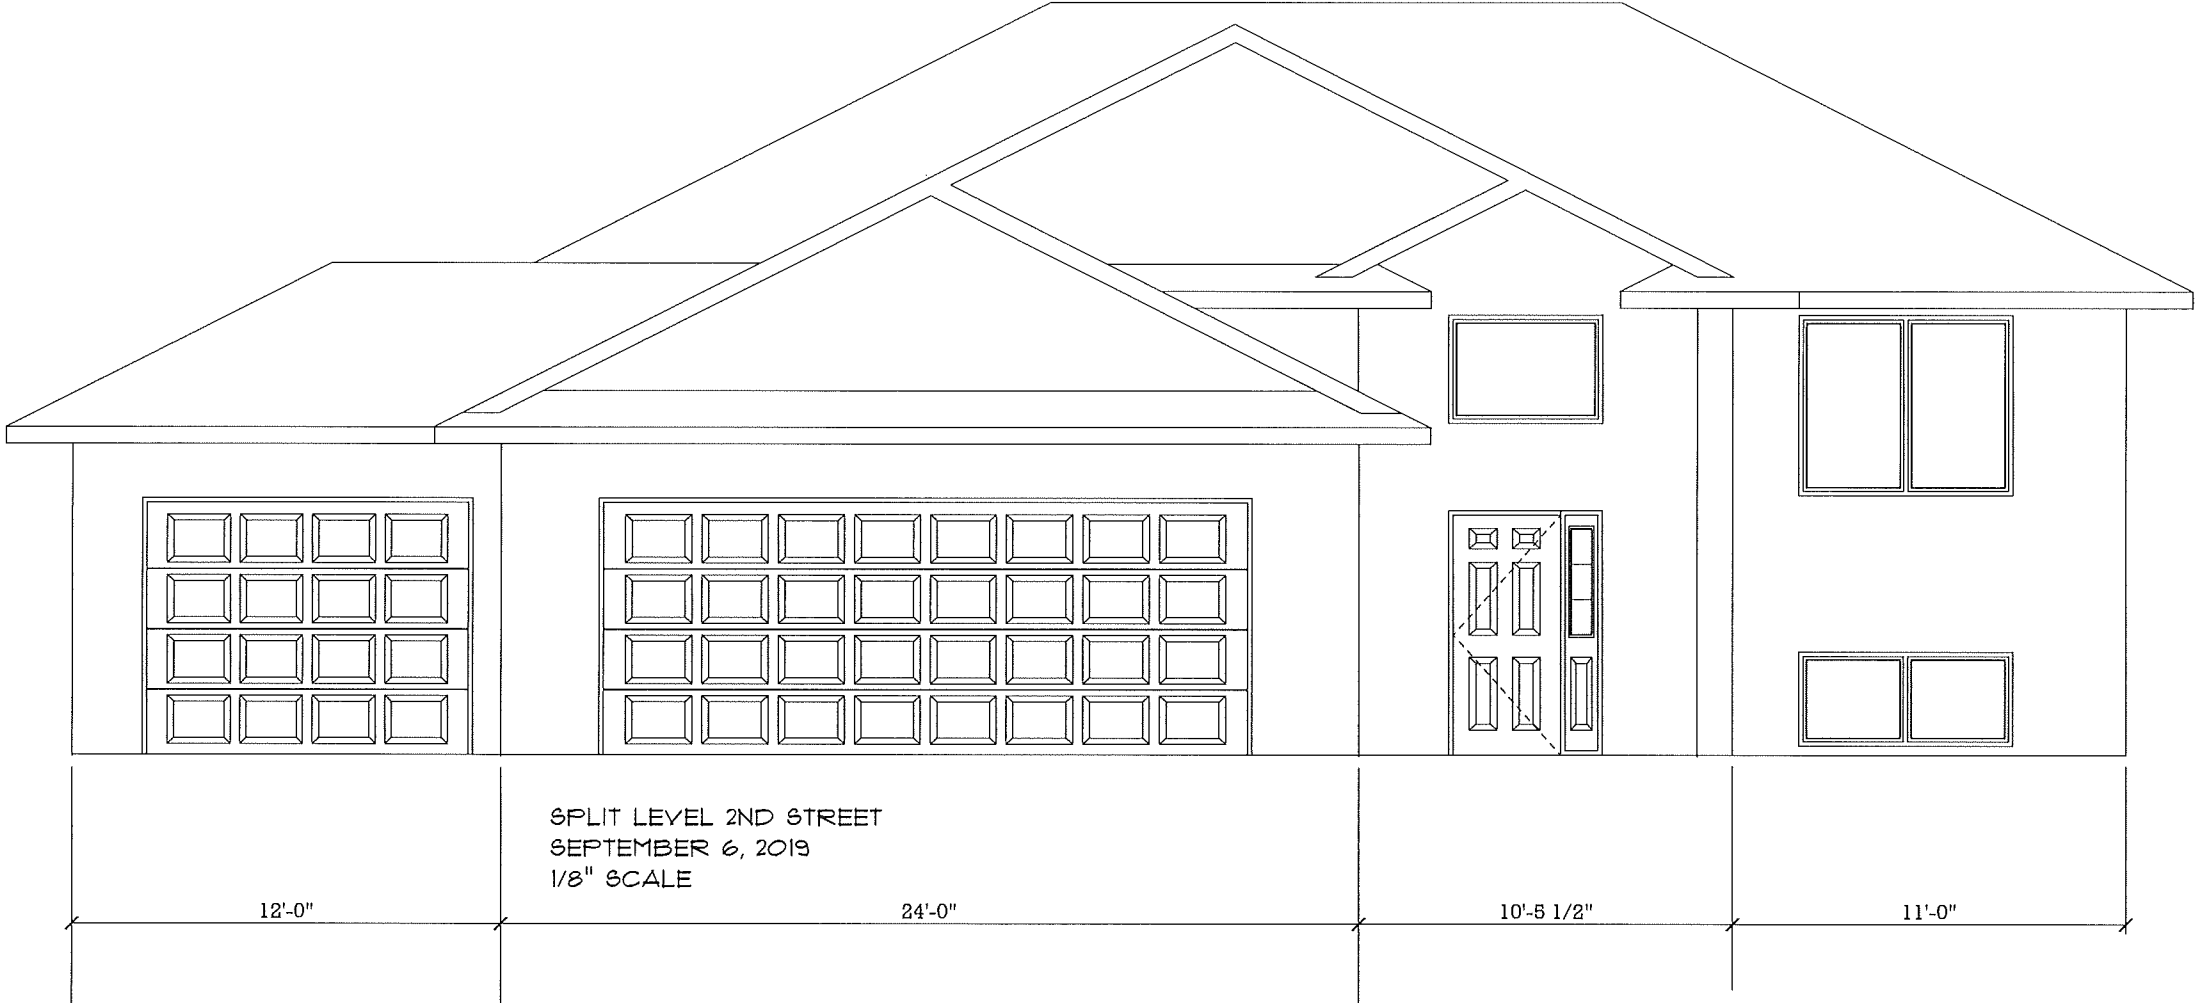 SPLIT LEVEL 2ND STREET
SEPTEMBER 6, 2019
1/8" SCALE
12'-0" 24'-0" 10'-5 1/2" 11'-0"